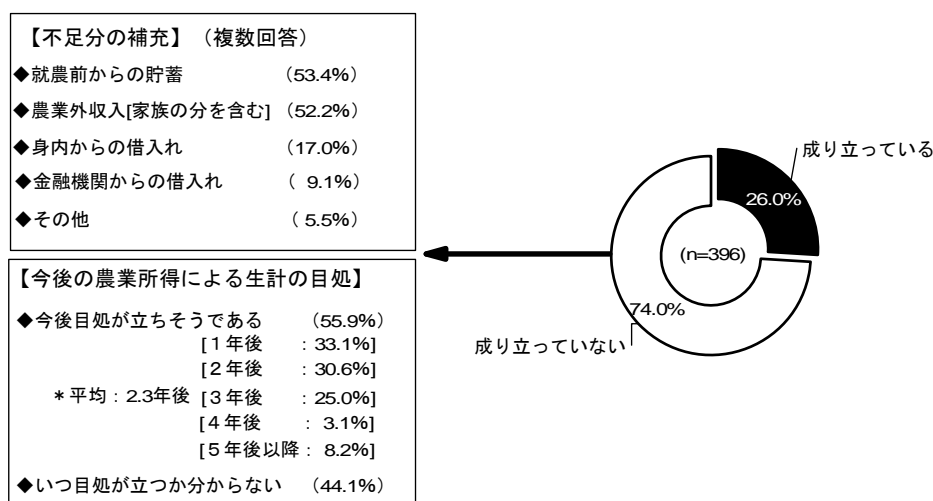 【不足分の補充】（複数回答）
◆就農前からの貯蓄 （53.4%）
◆農業外収入[家族の分を含む] （52.2%）
◆身内からの借入れ （17.0%）
◆金融機関からの借入れ （ 9.1%）
◆その他 （ 5.5%）
【今後の農業所得による生計の目処】
◆今後目処が立ちそうである （55.9%）
[１年後 : 33.1%]
[２年後 : 30.6%]
＊平均：2.3年後 [３年後 : 25.0%]
[４年後 : 3.1%]
[５年後以降 : 8.2%]
◆いつ目処が立つか分からない （44.1%）
成り立っている
26.0%
(n=396)
74.0%
成り立っていない